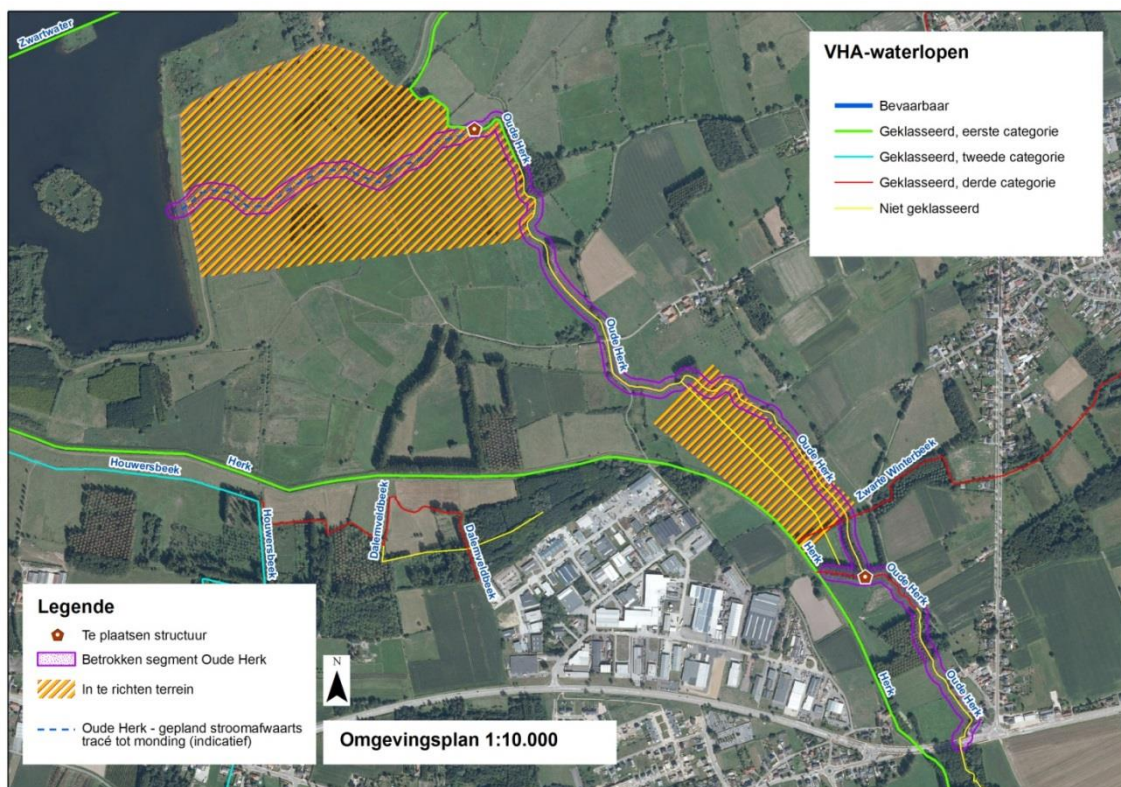 Zwartwater
VHA-waterlopen
Bevaarbaar
Geklasseerd, eerste categorie
Geklasseerd, tweede categorie
Geklasseerd, derde categorie
Niet geklasseerd
Oude Herk
Oude Herk
Oude Herk
Zwarte Winterbeek
Houwersbeek
Herk
Houwersbeek
Dalemveldbeek
Dalemveldbeek
Herk
Oude Herk
Oude Herk
Herk
Legende
Te plaatsen structuur
Betrokken segment Oude Herk
In te richten terrein
Oude Herk - gepland stroomafwaarts
tracé tot monding (indicatief)
N
Omgevingsplan 1:10.000